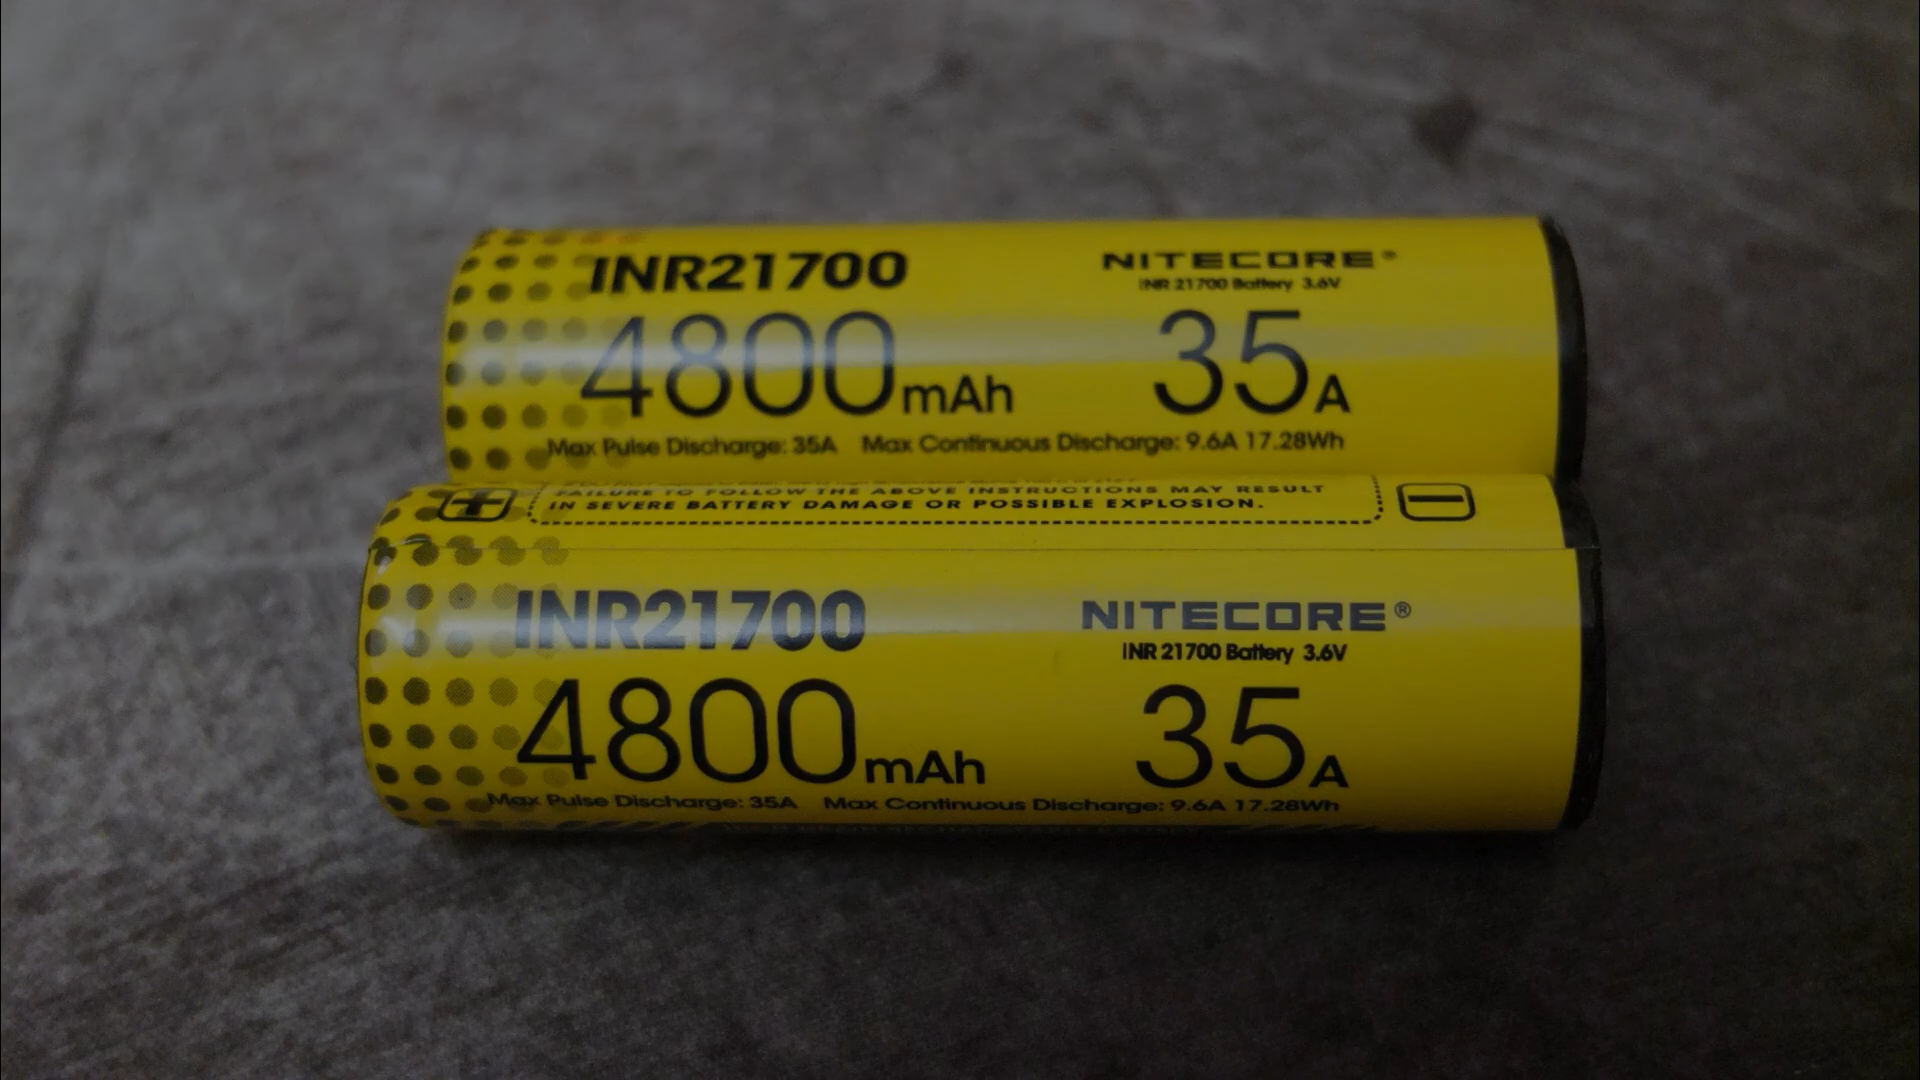 INR21700
NITECORE®
INR 21700 Battery 3.6V
4800mAh
35A
Max Pulse Discharge: 35A Max Continuous Discharge: 9.6A 17.28Wh
FAILURE TO FOLLOW THE ABOVE INSTRUCTIONS MAY RESULT
IN SEVERE BATTERY DAMAGE OR POSSIBLE EXPLOSION.
INR21700
NITECORE®
INR 21700 Battery 3.6V
4800mAh
35A
Max Pulse Discharge: 35A Max Continuous Discharge: 9.6A 17.28Wh